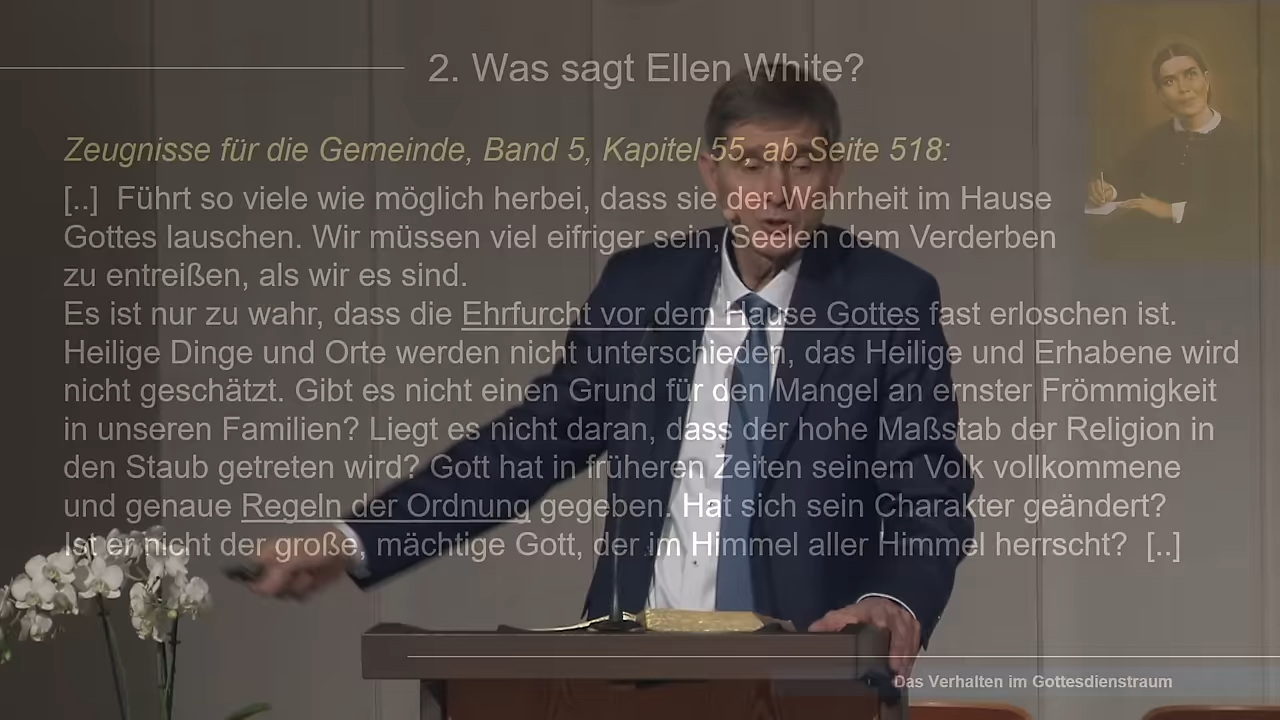 2. Was sagt Ellen White?
Zeugnisse für die Gemeinde, Band 5, Kapitel 55, ab Seite 518:
[..]  Führt so viele wie möglich herbei, dass sie der Wahrheit im Hause
Gottes lauschen. Wir müssen viel eifriger sein, Seelen dem Verderben
zu entreißen, als wir es sind.
Es ist nur zu wahr, dass die Ehrfurcht vor dem Hause Gottes fast erloschen ist.
Heilige Dinge und Orte werden nicht unterschieden, das Heilige und Erhabene wird
nicht geschätzt. Gibt es nicht einen Grund für den Mangel an ernster Frömmigkeit
in unseren Familien? Liegt es nicht daran, dass der hohe Maßstab der Religion in
den Staub getreten wird? Gott hat in früheren Zeiten seinem Volk vollkommene
und genaue Regeln der Ordnung gegeben. Hat sich sein Charakter geändert?
Ist er nicht der große, mächtige Gott, der im Himmel aller Himmel herrscht?  [..]
Das Verhalten im Gottesdienstraum